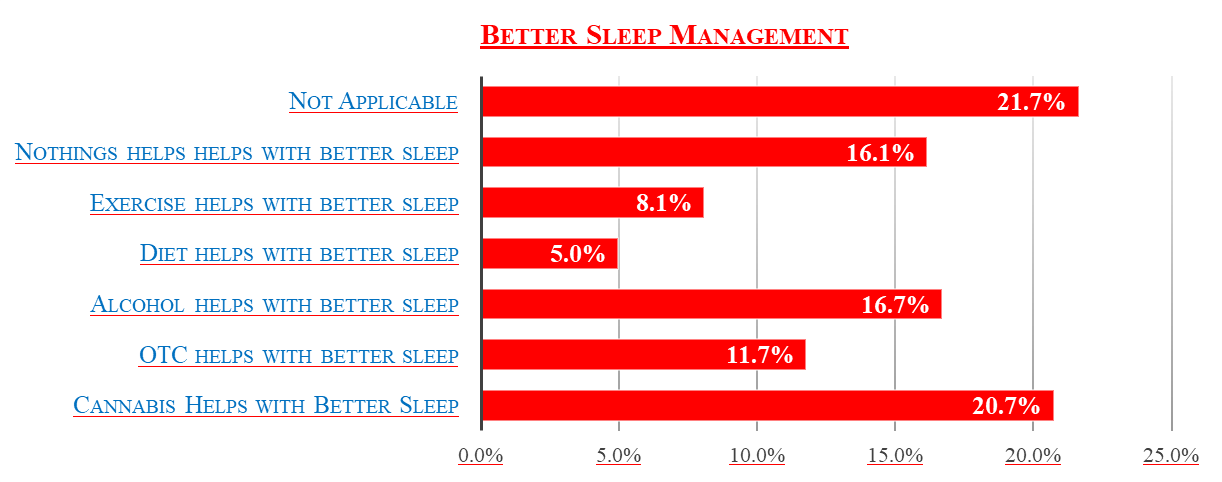 Better Sleep Management
Not Applicable 21.7%
Nothings helps helps with better sleep 16.1%
Exercise helps with better sleep 8.1%
Diet helps with better sleep 5.0%
Alcohol helps with better sleep 16.7%
OTC helps with better sleep 11.7%
Cannabis Helps with Better Sleep 20.7%
0.0% 5.0% 10.0% 15.0% 20.0% 25.0%